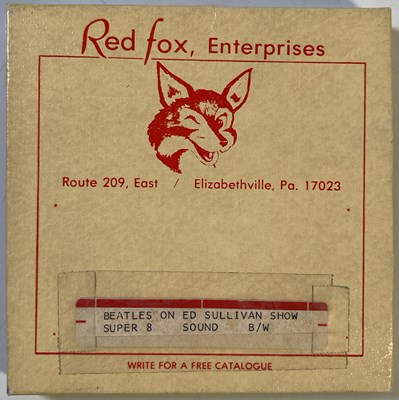 Red fox, Enterprises
Route 209, East / Elizabethville, Pa. 17023
BEATLES ON ED SULLIVAN SHOW
SUPER 8 SOUND B/W
WRITE FOR A FREE CATALOGUE